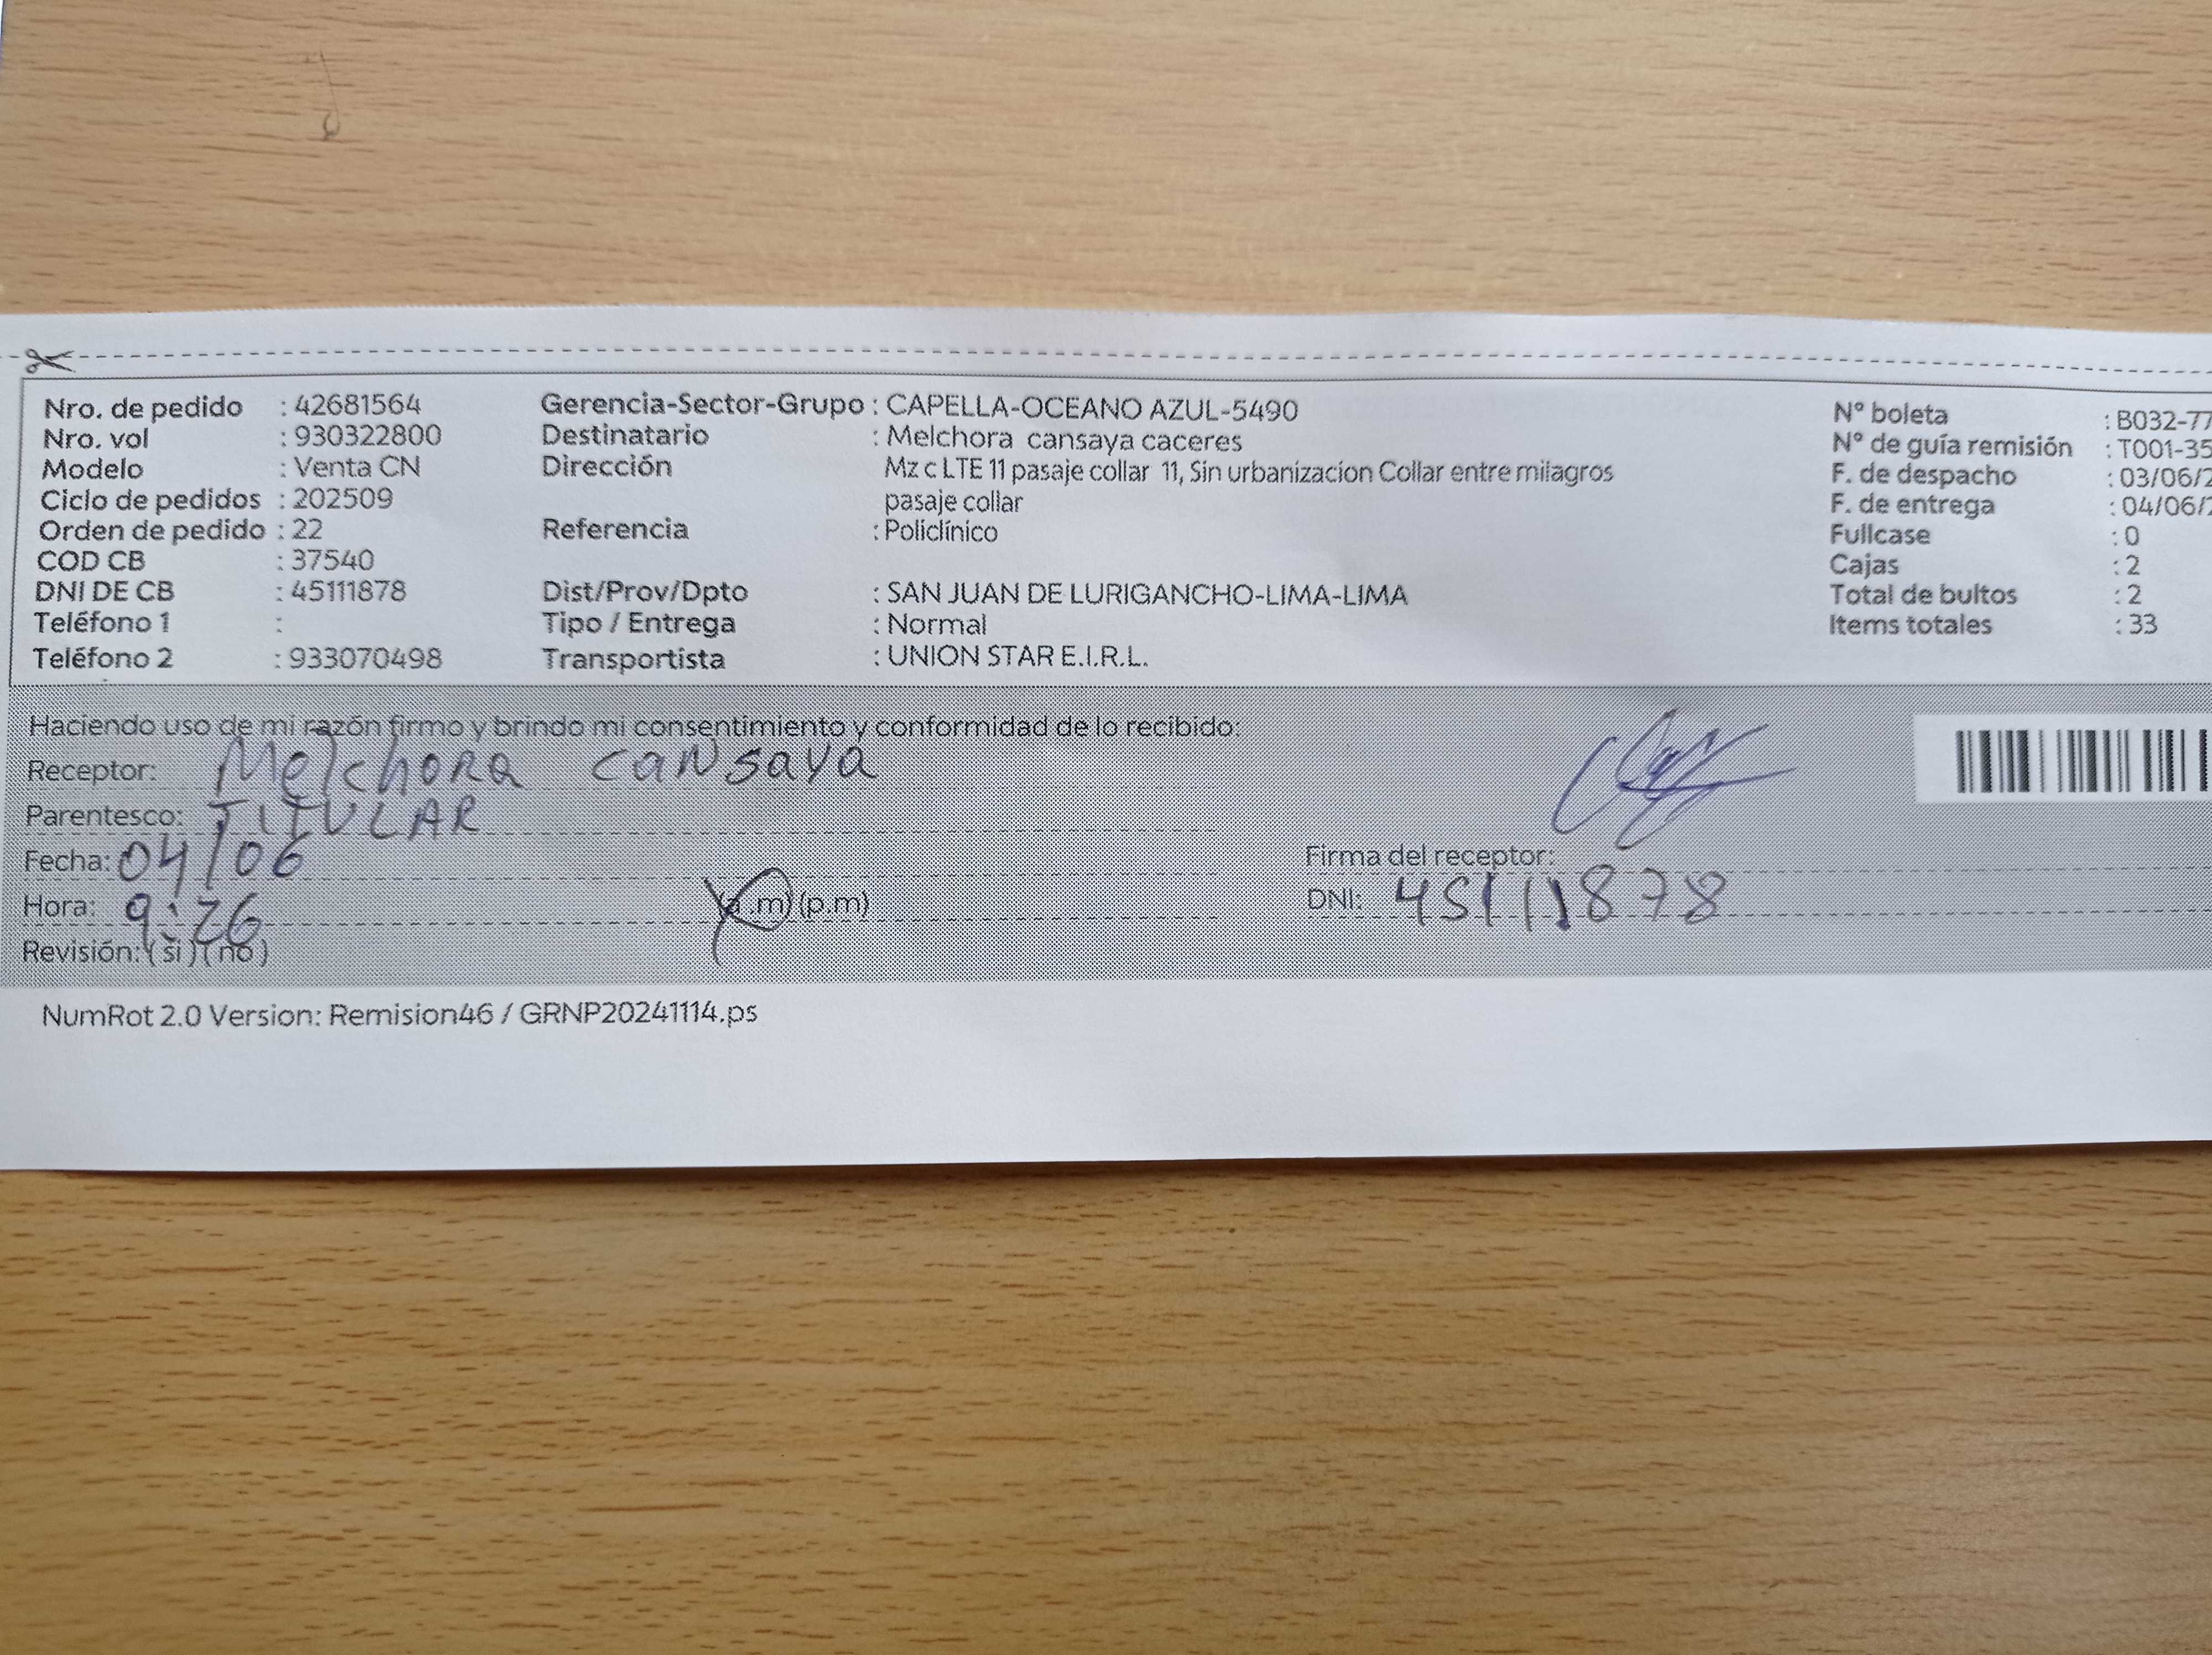 Nro. de pedido : 42681564 Gerencia-Sector-Grupo : CAPELLA-OCEANO AZUL-5490 N° boleta : B032-77
Nro. vol : 930322800 Destinatario : Melchora cansaya caceres N° de guía remisión : T001-35
Modelo : Venta CN Dirección Mz c LTE 11 pasaje collar 11, Sin urbanizacion Collar entre milagros F. de despacho : 03/06/2
Ciclo de pedidos : 202509 pasaje collar F. de entrega : 04/06/2
Orden de pedido : 22 Referencia : Policlínico Fullcase : 0
COD CB : 37540 Cajas : 2
DNI DE CB : 45111878 Dist/Prov/Dpto : SAN JUAN DE LURIGANCHO-LIMA-LIMA Total de bultos : 2
Teléfono 1 : Tipo / Entrega : Normal Items totales : 33
Teléfono 2 : 933070498 Transportista : UNION STAR E.I.R.L.
Haciendo uso de mi razón firmo y brindo mi consentimiento y conformidad de lo recibido:
Receptor: Melchora cansaya
Parentesco: TITULAR
Fecha: 04/06 Firma del receptor:
Hora: 9:26 (a.m) (p.m) DNI: 45111878
Revisión: (si) (no)
NumRot 2.0 Version: Remision46 / GRNP20241114.ps